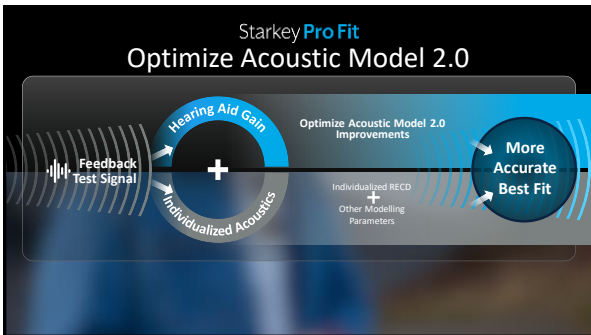 Starkey Pro Fit
Optimize Acoustic Model 2.0
Hearing Aid Gain
Feedback
Test Signal
+
Individualized Acoustics
Optimize Acoustic Model 2.0
Improvements
Individualized RECD
+
Other Modelling
Parameters
More
Accurate
Best Fit